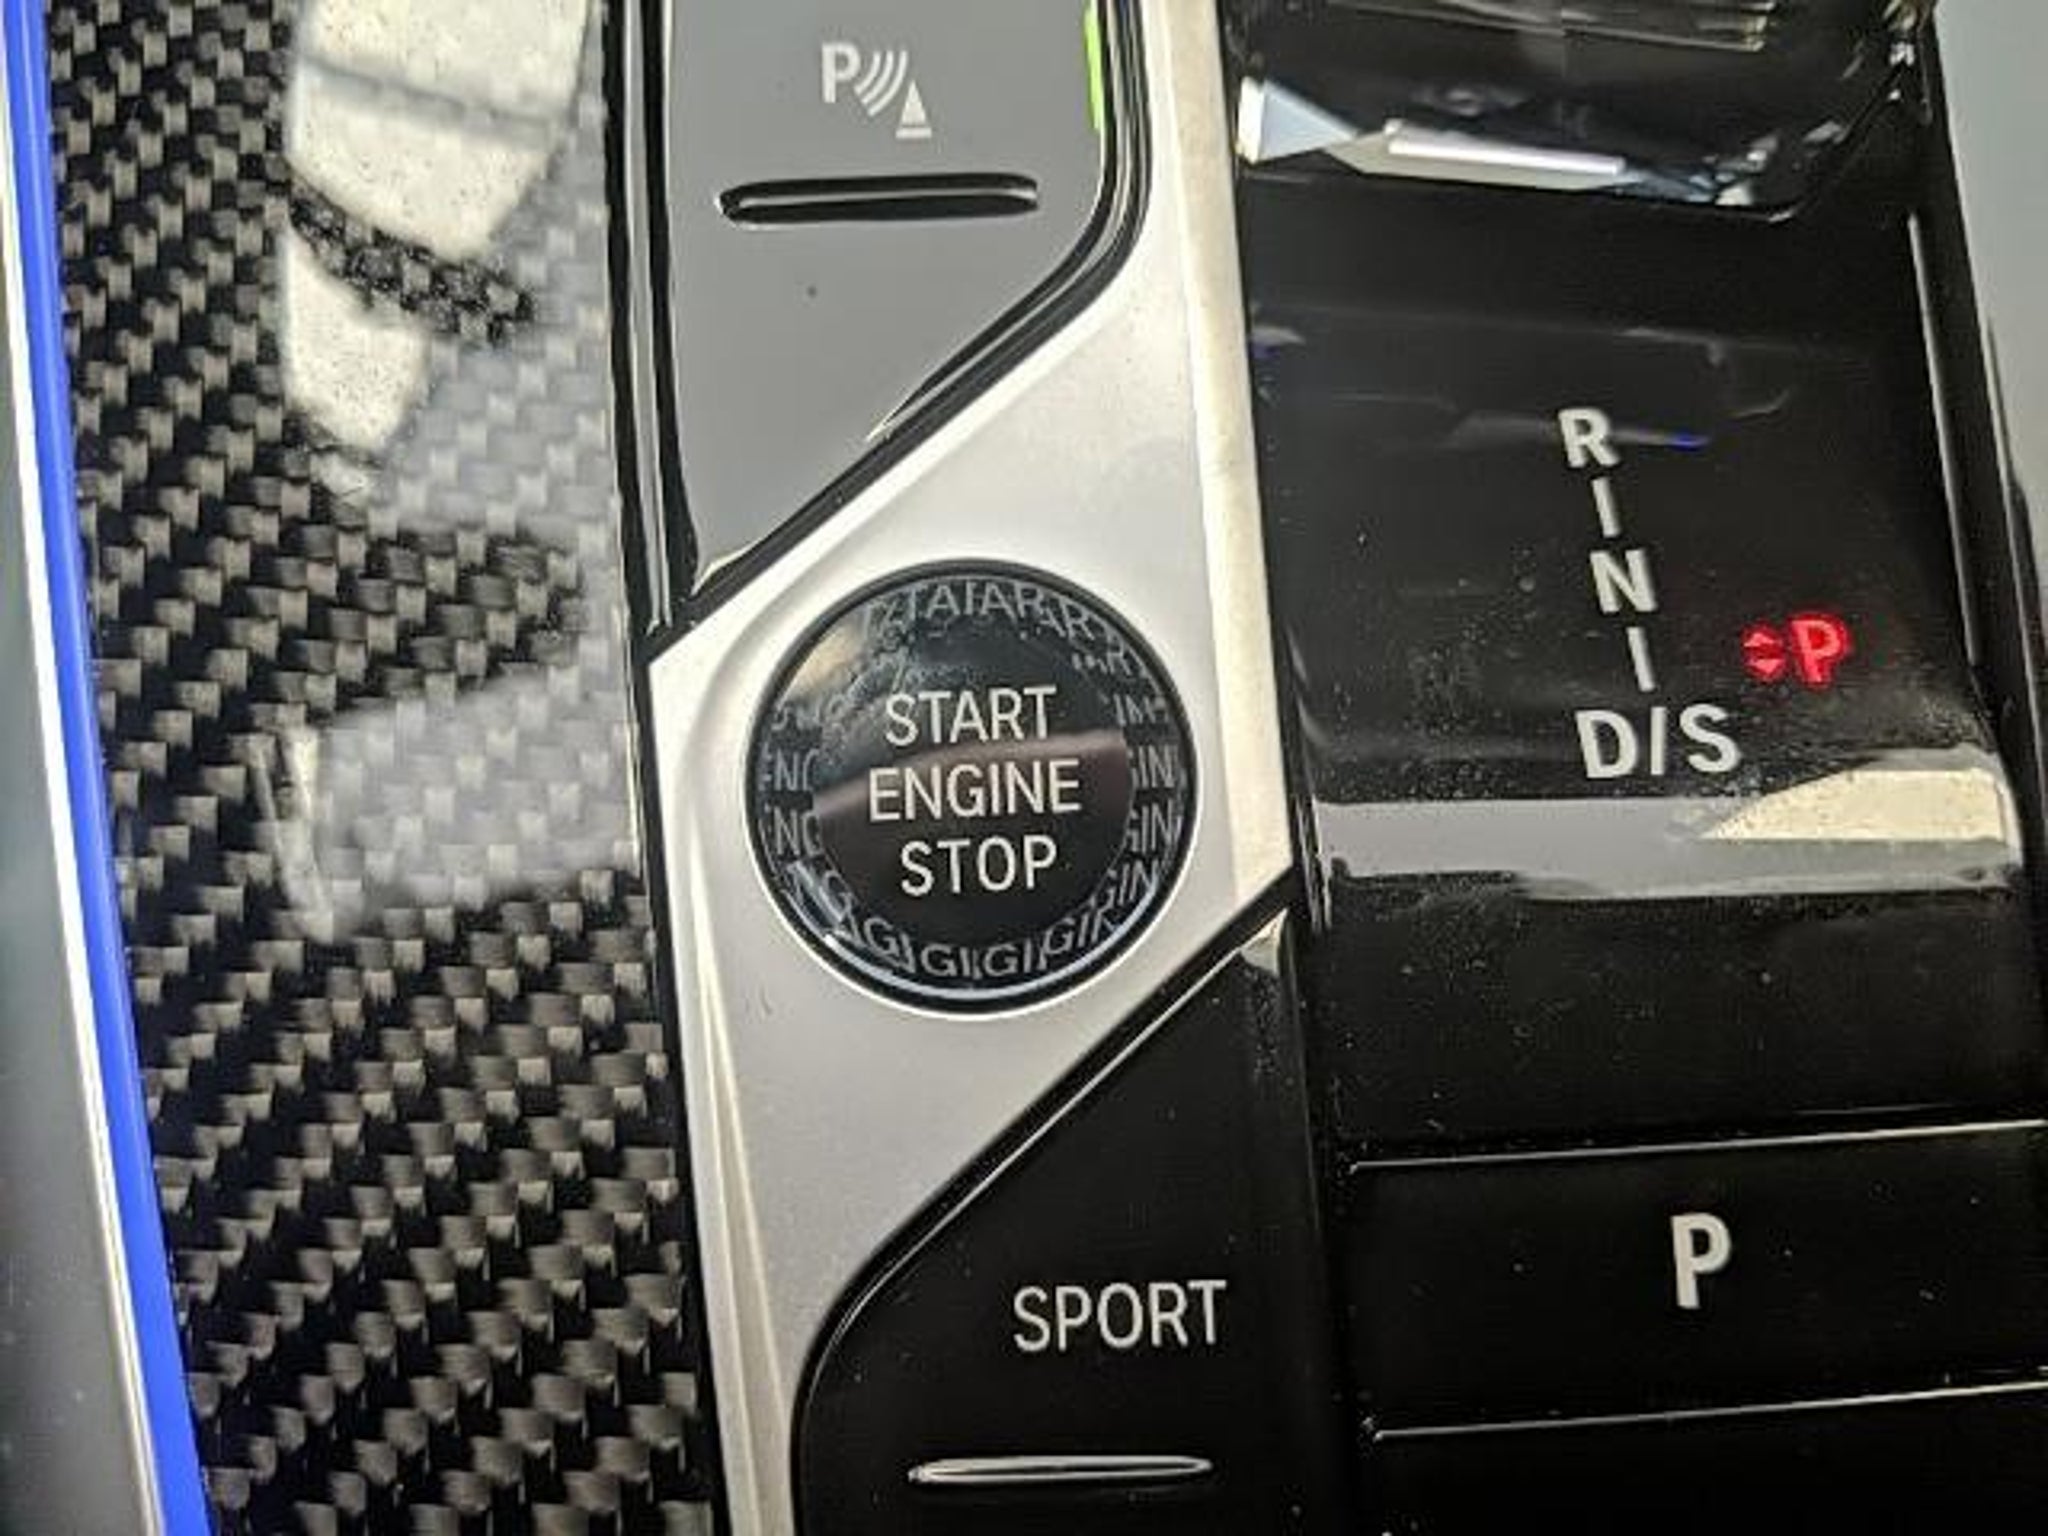 P
R
N
P
D/S
START
ENGINE
STOP
P
SPORT